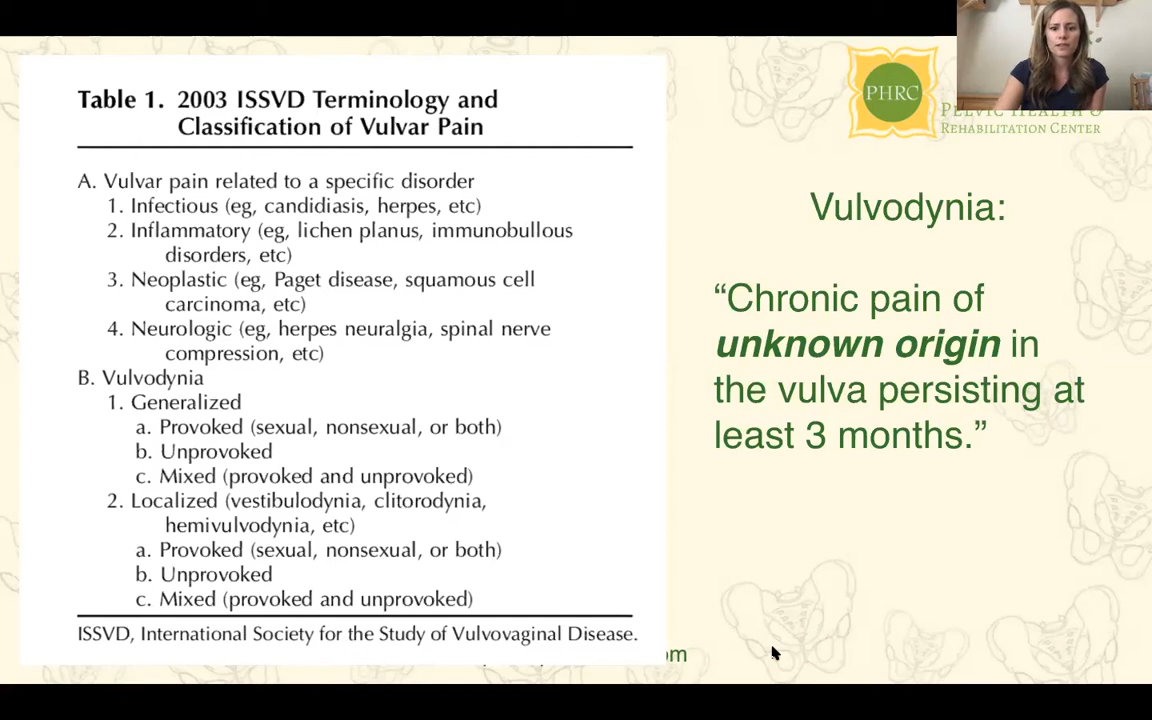 Table 1. 2003 ISSVD Terminology and
Classification of Vulvar Pain
A. Vulvar pain related to a specific disorder
1. Infectious (eg, candidiasis, herpes, etc)
2. Inflammatory (eg, lichen planus, immunobullous
disorders, etc)
3. Neoplastic (eg, Paget disease, squamous cell
carcinoma, etc)
4. Neurologic (eg, herpes neuralgia, spinal nerve
compression, etc)
B. Vulvodynia
1. Generalized
a. Provoked (sexual, nonsexual, or both)
b. Unprovoked
c. Mixed (provoked and unprovoked)
2. Localized (vestibulodynia, clitorodynia,
hemivulvodynia, etc)
a. Provoked (sexual, nonsexual, or both)
b. Unprovoked
c. Mixed (provoked and unprovoked)
ISSVD, International Society for the Study of Vulvovaginal Disease.
om
PHRC
PELVIC HEALTH &
REHABILITATION CENTER
Vulvodynia:
“Chronic pain of
unknown origin in
the vulva persisting at
least 3 months.”